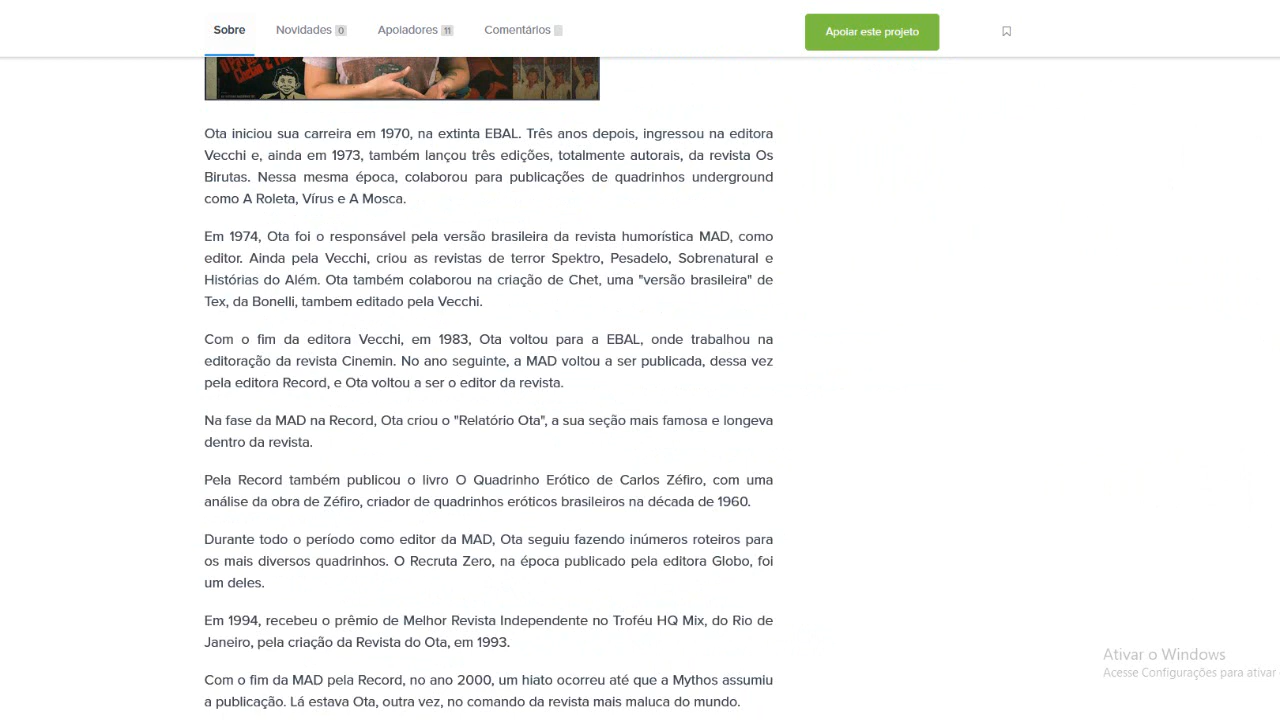 Sobre
Novidades 0
Apoiadores 11
Comentários
Apoiar este projeto
Ota iniciou sua carreira em 1970, na extinta EBAL. Três anos depois, ingressou na editora
Vecchi e, ainda em 1973, também lançou três edições, totalmente autorais, da revista Os
Birutas. Nessa mesma época, colaborou para publicações de quadrinhos underground
como A Roleta, Vírus e A Mosca.
Em 1974, Ota foi o responsável pela versão brasileira da revista humorística MAD, como
editor. Ainda pela Vecchi, criou as revistas de terror Spektro, Pesadelo, Sobrenatural e
Histórias do Além. Ota também colaborou na criação de Chet, uma "versão brasileira" de
Tex, da Bonelli, tambem editado pela Vecchi.
Com o fim da editora Vecchi, em 1983, Ota voltou para a EBAL, onde trabalhou na
editoração da revista Cinemin. No ano seguinte, a MAD voltou a ser publicada, dessa vez
pela editora Record, e Ota voltou a ser o editor da revista.
Na fase da MAD na Record, Ota criou o "Relatório Ota", a sua seção mais famosa e longeva
dentro da revista.
Pela Record também publicou o livro O Quadrinho Erótico de Carlos Zéfiro, com uma
análise da obra de Zéfiro, criador de quadrinhos eróticos brasileiros na década de 1960.
Durante todo o período como editor da MAD, Ota seguiu fazendo inúmeros roteiros para
os mais diversos quadrinhos. O Recruta Zero, na época publicado pela editora Globo, foi
um deles.
Em 1994, recebeu o prêmio de Melhor Revista Independente no Troféu HQ Mix, do Rio de
Janeiro, pela criação da Revista do Ota, em 1993.
Com o fim da MAD pela Record, no ano 2000, um hiato ocorreu até que a Mythos assumiu
a publicação. Lá estava Ota, outra vez, no comando da revista mais maluca do mundo.
Ativar o Windows
Acesse Configurações para ativar